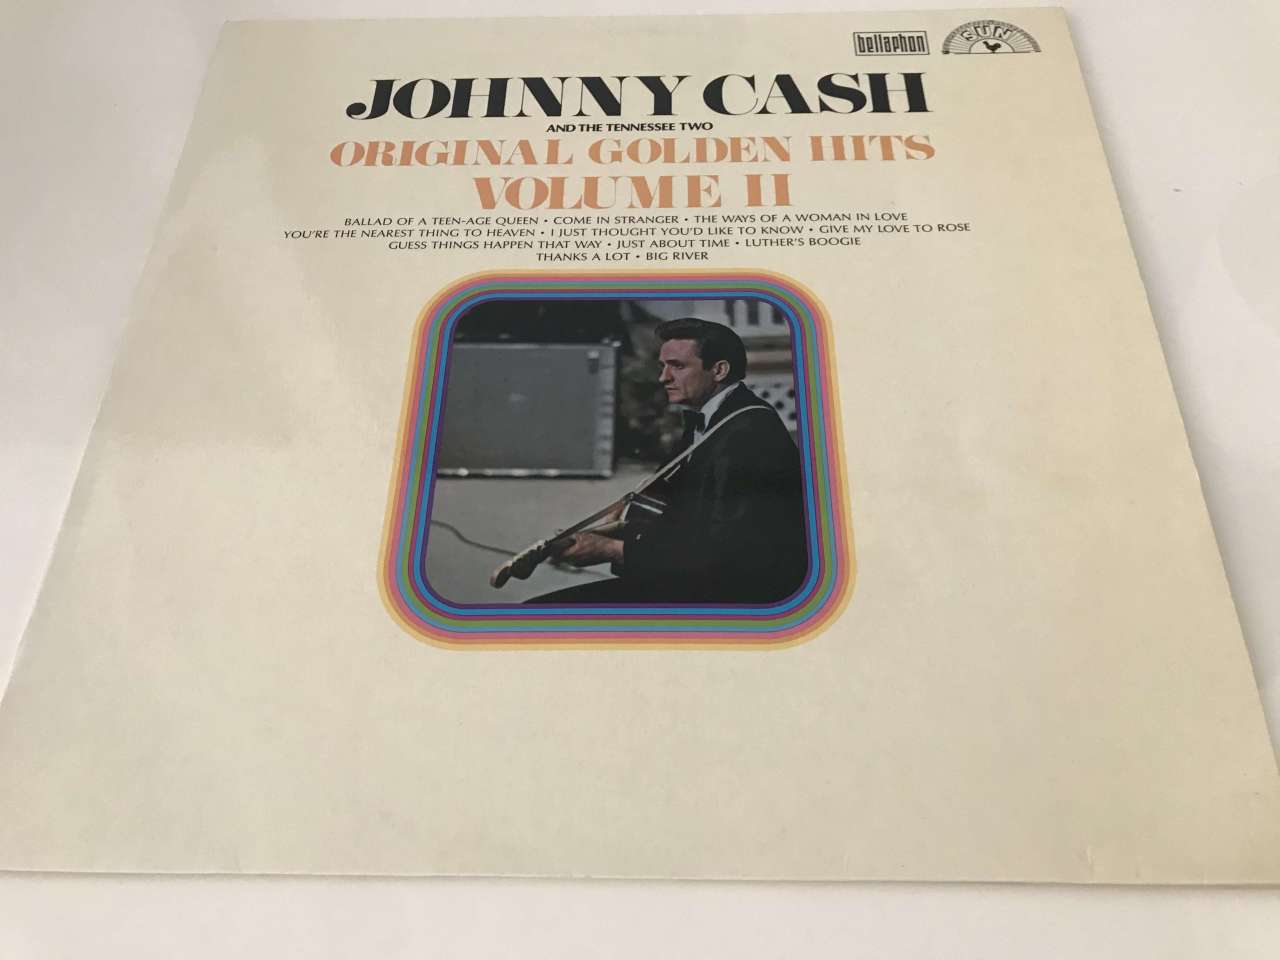 bellaphon
SUN
JOHNNY CASH
AND THE TENNESSEE TWO
ORIGINAL GOLDEN HITS
VOLUME II
BALLAD OF A TEEN-AGE QUEEN • COME IN STRANGER • THE WAYS OF A WOMAN IN LOVE
YOU'RE THE NEAREST THING TO HEAVEN • I JUST THOUGHT YOU'D LIKE TO KNOW • GIVE MY LOVE TO ROSE
GUESS THINGS HAPPEN THAT WAY • JUST ABOUT TIME • LUTHER'S BOOGIE
THANKS A LOT • BIG RIVER